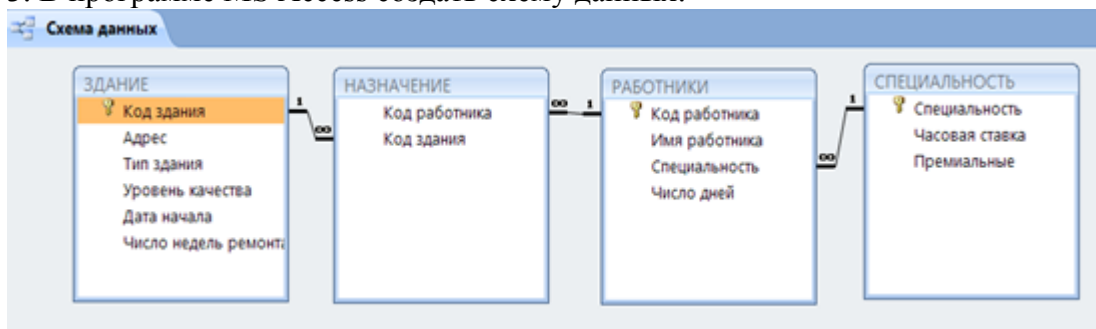 3. В программе MS Access создать схему данных.
Схема данных
ЗДАНИЕ
Код здания
Адрес
Тип здания
Уровень качества
Дата начала
Число недель ремонта
1
∞
НАЗНАЧЕНИЕ
Код работника
Код здания
∞
1
РАБОТНИКИ
Код работника
Имя работника
Специальность
Число дней
1
∞
СПЕЦИАЛЬНОСТЬ
Специальность
Часовая ставка
Премиальные